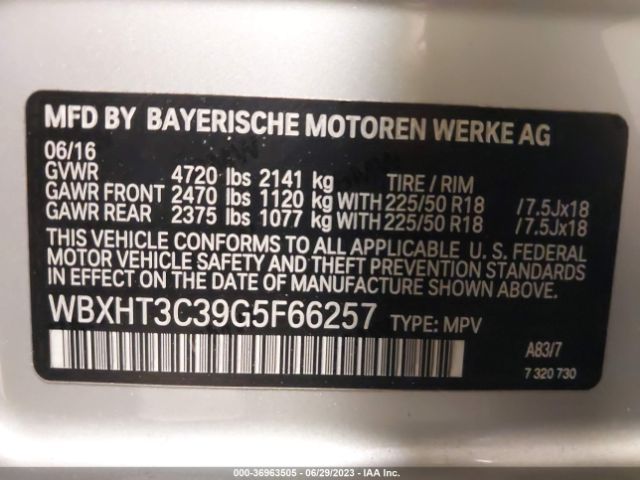 MFD BY BAYERISCHE MOTOREN WERKE AG
06/16
GVWR 4720 lbs 2141 kg TIRE / RIM
GAWR FRONT 2470 lbs 1120 kg WITH 225/50 R18 /7.5Jx18
GAWR REAR 2375 lbs 1077 kg WITH 225/50 R18 /7.5Jx18
THIS VEHICLE CONFORMS TO ALL APPLICABLE U. S. FEDERAL
MOTOR VEHICLE SAFETY, BUMPER, AND THEFT PREVENTION STANDARDS
IN EFFECT ON THE DATE OF MANUFACTURE SHOWN ABOVE.
WBXHT3C39G5F66257 TYPE: MPV
A83/7
7 320 730
000-36963505 - 06/29/2023 - IAA Inc.